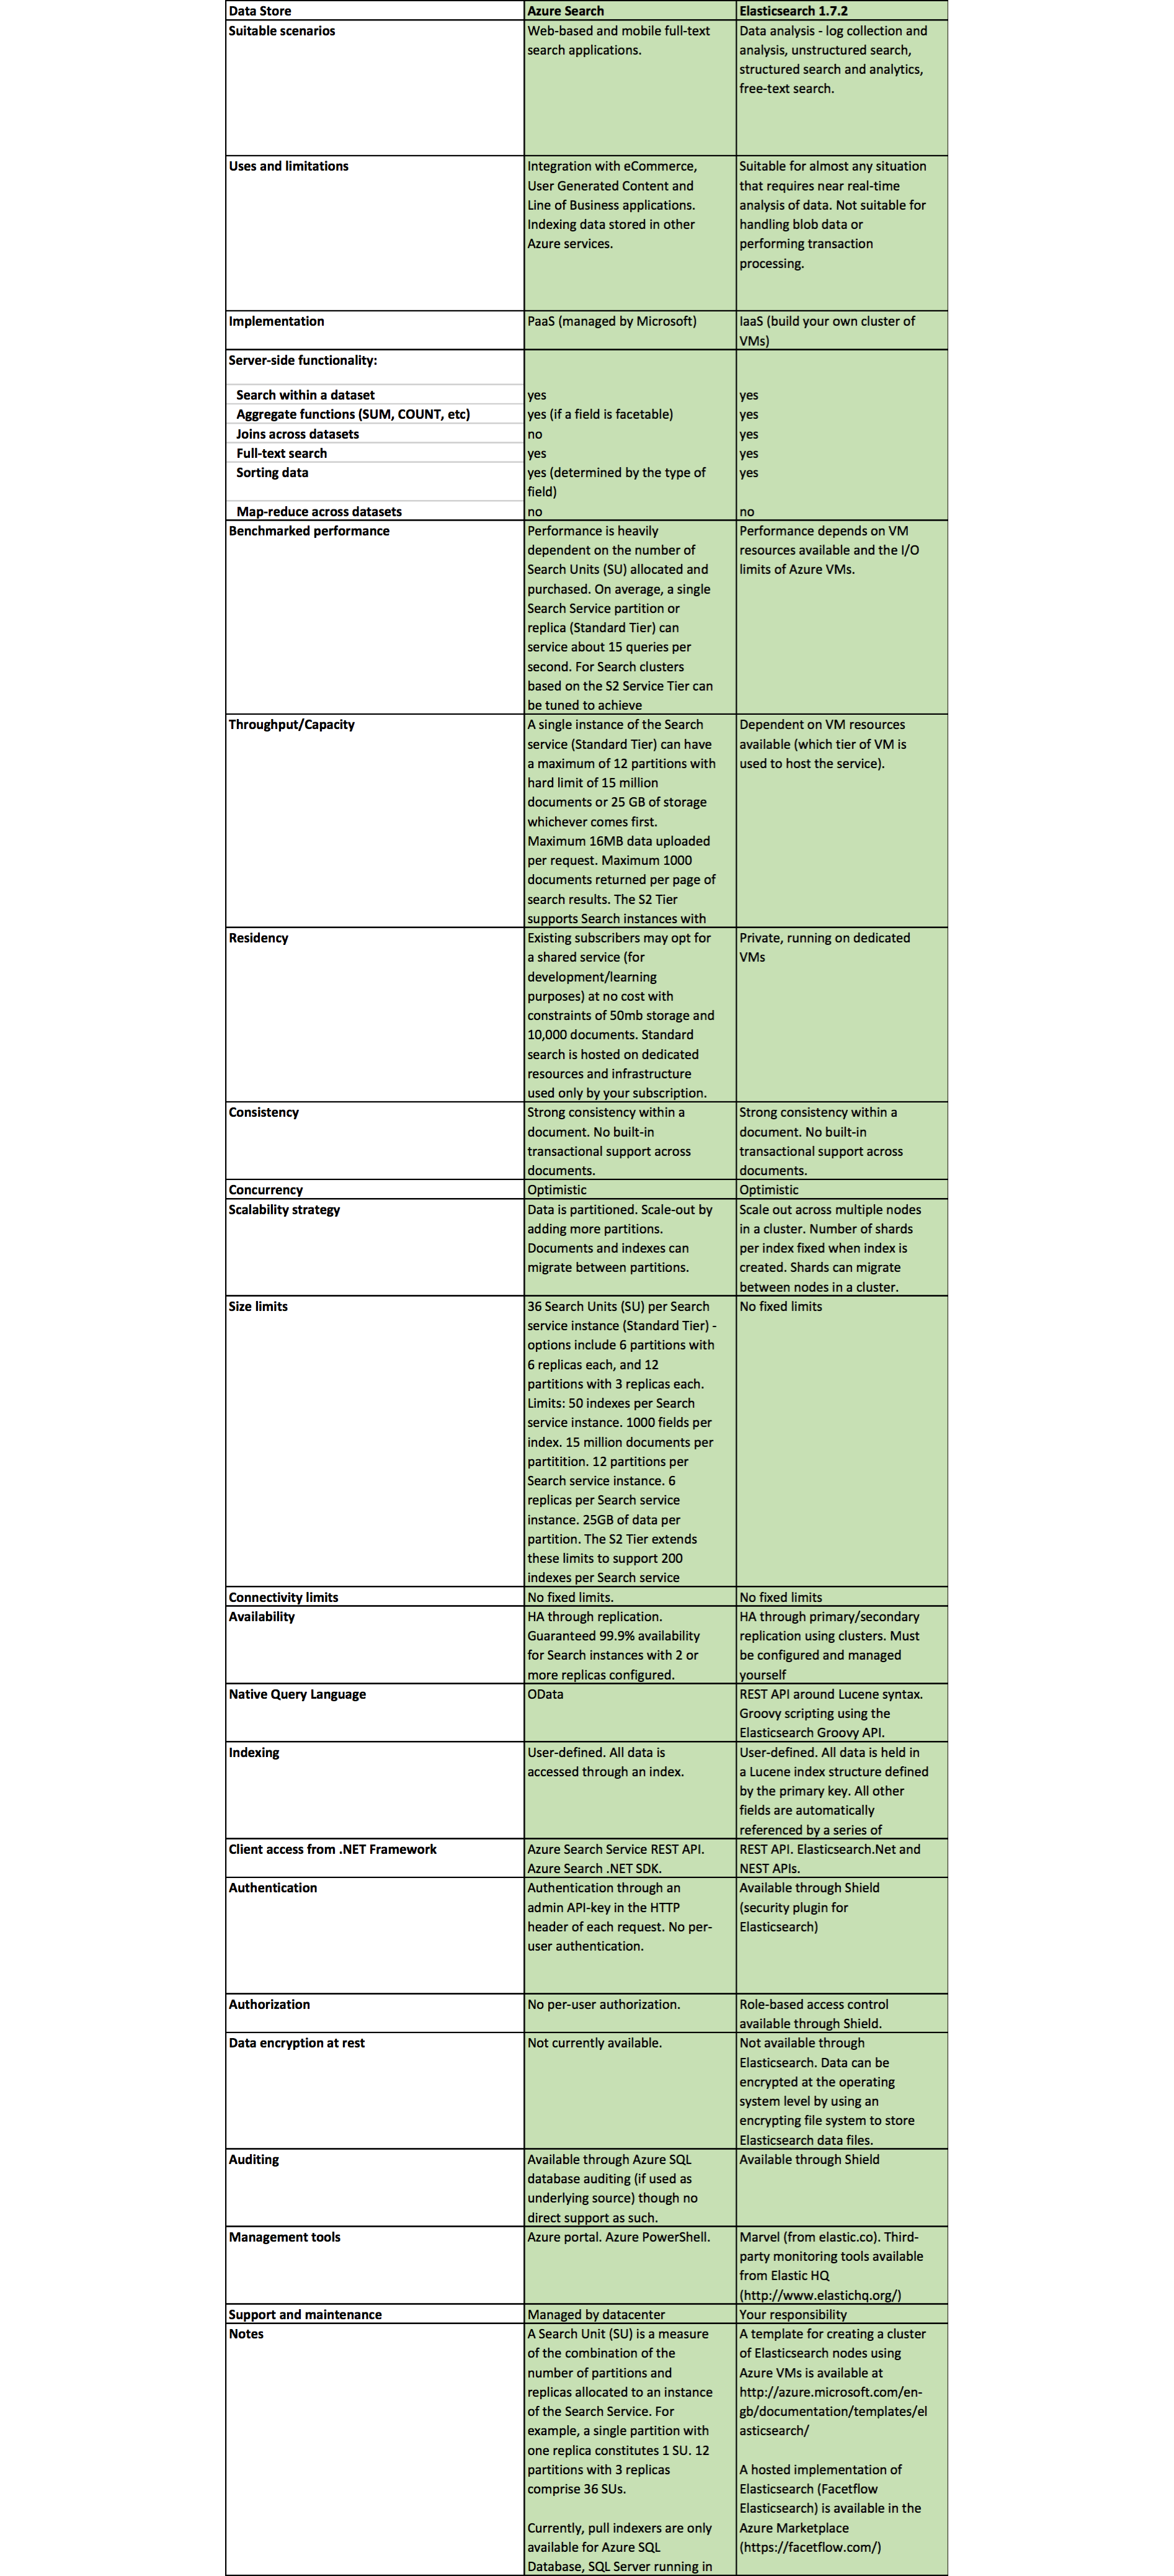 Data Store
Azure Search
Elasticsearch 1.7.2
Suitable scenarios
Web-based and mobile full-text
search applications.
Data analysis - log collection and
analysis, unstructured search,
structured search and analytics,
free-text search.
Uses and limitations
Integration with eCommerce,
User Generated Content and
Line of Business applications.
Indexing data stored in other
Azure services.
Suitable for almost any situation
that requires near real-time
analysis of data. Not suitable for
handling blob data or
performing transaction
processing.
Implementation
PaaS (managed by Microsoft)
IaaS (build your own cluster of
VMs)
Server-side functionality:
Search within a dataset
yes
yes
Aggregate functions (SUM, COUNT, etc)
yes (if a field is facetable)
yes
Joins across datasets
no
yes
Full-text search
yes
yes
Sorting data
yes (determined by the type of
field)
yes
Map-reduce across datasets
no
no
Benchmarked performance
Performance is heavily
dependent on the number of
Search Units (SU) allocated and
purchased. On average, a single
Search Service partition or
replica (Standard Tier) can
service about 15 queries per
second. For Search clusters
based on the S2 Service Tier can
be tuned to achieve
Performance depends on VM
resources available and the I/O
limits of Azure VMs.
Throughput/Capacity
A single instance of the Search
service (Standard Tier) can have
a maximum of 12 partitions with
hard limit of 15 million
documents or 25 GB of storage
whichever comes first.
Maximum 16MB data uploaded
per request. Maximum 1000
documents returned per page of
search results. The S2 Tier
supports Search instances with
Dependent on VM resources
available (which tier of VM is
used to host the service).
Residency
Existing subscribers may opt for
a shared service (for
development/learning
purposes) at no cost with
constraints of 50mb storage and
10,000 documents. Standard
search is hosted on dedicated
resources and infrastructure
used only by your subscription.
Private, running on dedicated
VMs
Consistency
Strong consistency within a
document. No built-in
transactional support across
documents.
Strong consistency within a
document. No built-in
transactional support across
documents.
Concurrency
Optimistic
Optimistic
Scalability strategy
Data is partitioned. Scale-out by
adding more partitions.
Documents and indexes can
migrate between partitions.
Scale out across multiple nodes
in a cluster. Number of shards
per index fixed when index is
created. Shards can migrate
between nodes in a cluster.
Size limits
36 Search Units (SU) per Search
service instance (Standard Tier) -
options include 6 partitions with
6 replicas each, and 12
partitions with 3 replicas each.
Limits: 50 indexes per Search
service instance. 1000 fields per
index. 15 million documents per
partitition. 12 partitions per
Search service instance. 6
replicas per Search service
instance. 25GB of data per
partition. The S2 Tier extends
these limits to support 200
indexes per Search service
No fixed limits
Connectivity limits
No fixed limits.
No fixed limits
Availability
HA through replication.
Guaranteed 99.9% availability
for Search instances with 2 or
more replicas configured.
HA through primary/secondary
replication using clusters. Must
be configured and managed
yourself
Native Query Language
OData
REST API around Lucene syntax.
Groovy scripting using the
Elasticsearch Groovy API.
Indexing
User-defined. All data is
accessed through an index.
User-defined. All data is held in
a Lucene index structure defined
by the primary key. All other
fields are automatically
referenced by a series of
Client access from .NET Framework
Azure Search Service REST API.
Azure Search .NET SDK.
REST API. Elasticsearch.Net and
NEST APIs.
Authentication
Authentication through an
admin API-key in the HTTP
header of each request. No per-
user authentication.
Available through Shield
(security plugin for
Elasticsearch)
Authorization
No per-user authorization.
Role-based access control
available through Shield.
Data encryption at rest
Not currently available.
Not available through
Elasticsearch. Data can be
encrypted at the operating
system level by using an
encrypting file system to store
Elasticsearch data files.
Auditing
Available through Azure SQL
database auditing (if used as
underlying source) though no
direct support as such.
Available through Shield
Management tools
Azure portal. Azure PowerShell.
Marvel (from elastic.co). Third-
party monitoring tools available
from Elastic HQ
(http://www.elastichq.org/)
Support and maintenance
Managed by datacenter
Your responsibility
Notes
A Search Unit (SU) is a measure
of the combination of the
number of partitions and
replicas allocated to an instance
of the Search Service. For
example, a single partition with
one replica constitutes 1 SU. 12
partitions with 3 replicas
comprise 36 SUs.
Currently, pull indexers are only
available for Azure SQL
Database, SQL Server running in
A template for creating a cluster
of Elasticsearch nodes using
Azure VMs is available at
http://azure.microsoft.com/en-
gb/documentation/templates/el
asticsearch/
A hosted implementation of
Elasticsearch (Facetflow
Elasticsearch) is available in the
Azure Marketplace
(https://facetflow.com/)